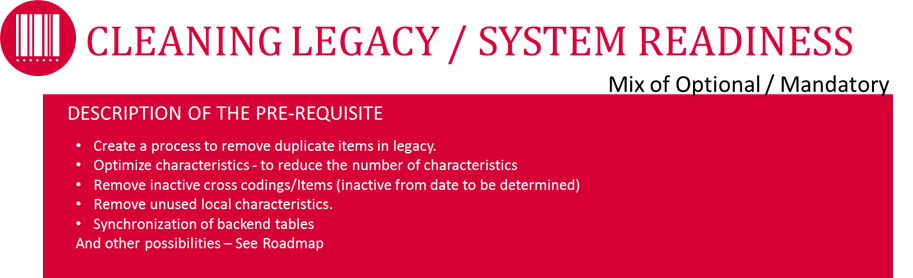 CLEANING LEGACY / SYSTEM READINESS
Mix of Optional / Mandatory
DESCRIPTION OF THE PRE-REQUISITE
• Create a process to remove duplicate items in legacy.
• Optimize characteristics - to reduce the number of characteristics
• Remove inactive cross codings/Items (inactive from date to be determined)
• Remove unused local characteristics.
• Synchronization of backend tables
And other possibilities – See Roadmap